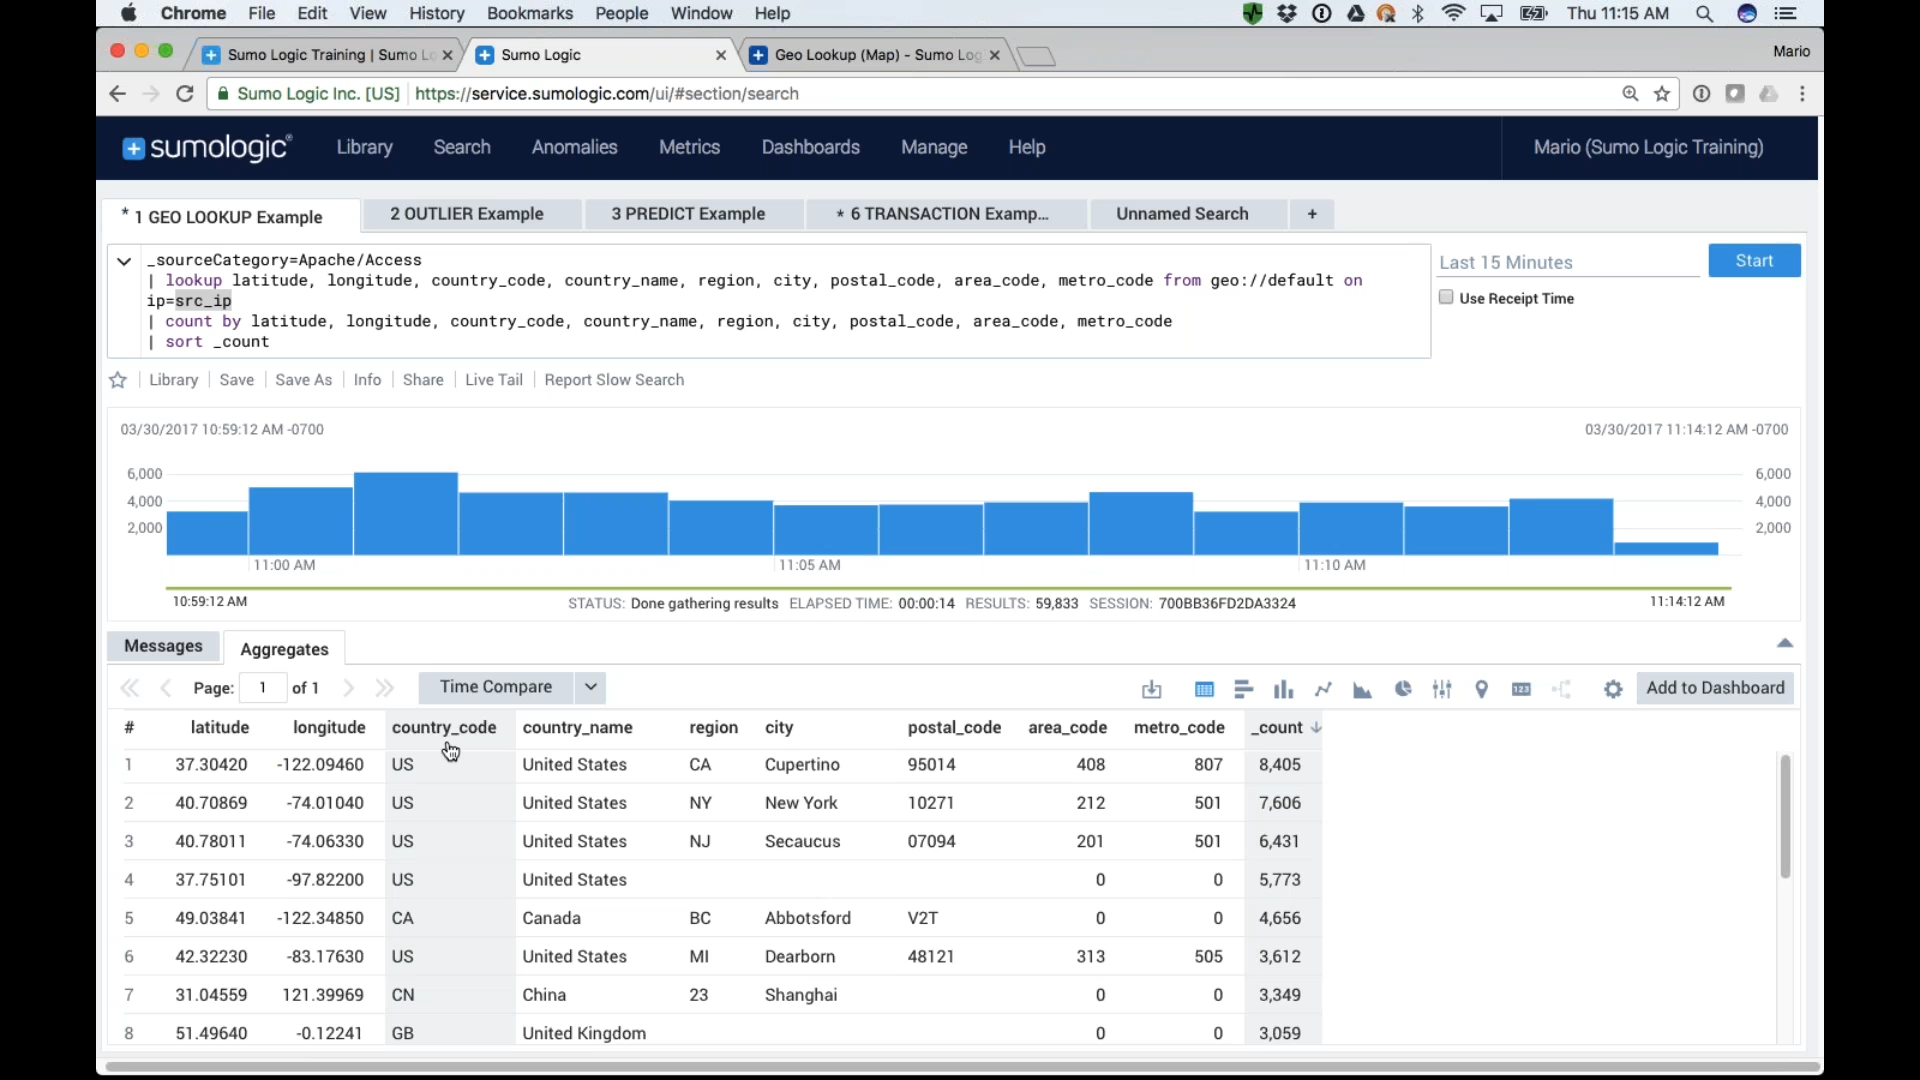 Chrome File Edit View History Bookmarks People Window Help Thu 11:15 AM
Sumo Logic Training | Sumo Lo Sumo Logic Geo Lookup (Map) - Sumo Log Mario
Sumo Logic Inc. [US] https://service.sumologic.com/ui/#section/search
sumologic Library Search Anomalies Metrics Dashboards Manage Help Mario (Sumo Logic Training)
* 1 GEO LOOKUP Example 2 OUTLIER Example 3 PREDICT Example * 6 TRANSACTION Examp... Unnamed Search +
_sourceCategory=Apache/Access
| lookup latitude, longitude, country_code, country_name, region, city, postal_code, area_code, metro_code from geo://default on
ip=src_ip
| count by latitude, longitude, country_code, country_name, region, city, postal_code, area_code, metro_code
| sort _count
Last 15 Minutes Start
Use Receipt Time
Library Save Save As Info Share Live Tail Report Slow Search
03/30/2017 10:59:12 AM -0700 03/30/2017 11:14:12 AM -0700
6,000 6,000
4,000 4,000
2,000 2,000
11:00 AM 11:05 AM 11:10 AM
10:59:12 AM STATUS: Done gathering results ELAPSED TIME: 00:00:14 RESULTS: 59,833 SESSION: 700BB36FD2DA3324 11:14:12 AM
Messages Aggregates
Page: 1 of 1 Time Compare 123 Add to Dashboard
# latitude longitude country_code country_name region city postal_code area_code metro_code _count
1 37.30420 -122.09460 US United States CA Cupertino 95014 408 807 8,405
2 40.70869 -74.01040 US United States NY New York 10271 212 501 7,606
3 40.78011 -74.06330 US United States NJ Secaucus 07094 201 501 6,431
4 37.75101 -97.82200 US United States 0 0 5,773
5 49.03841 -122.34850 CA Canada BC Abbotsford V2T 0 0 4,656
6 42.32230 -83.17630 US United States MI Dearborn 48121 313 505 3,612
7 31.04559 121.39969 CN China 23 Shanghai 0 0 3,349
8 51.49640 -0.12241 GB United Kingdom 0 0 3,059